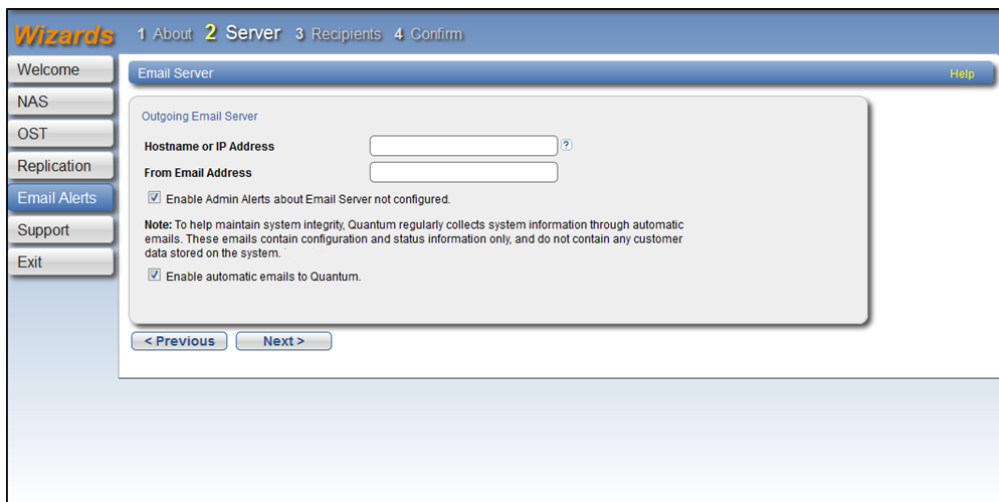 Wizards
1 About 2 Server 3 Recipients 4 Confirm
Welcome
NAS
OST
Replication
Email Alerts
Support
Exit
Email Server
Help
Outgoing Email Server
Hostname or IP Address
?
From Email Address
Enable Admin Alerts about Email Server not configured.
Note: To help maintain system integrity, Quantum regularly collects system information through automatic
emails. These emails contain configuration and status information only, and do not contain any customer
data stored on the system.
Enable automatic emails to Quantum.
< Previous
Next >